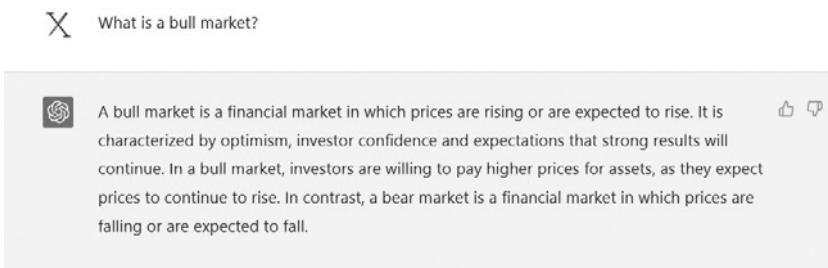 What is a bull market?
A bull market is a financial market in which prices are rising or are expected to rise. It is
characterized by optimism, investor confidence and expectations that strong results will
continue. In a bull market, investors are willing to pay higher prices for assets, as they expect
prices to continue to rise. In contrast, a bear market is a financial market in which prices are
falling or are expected to fall.